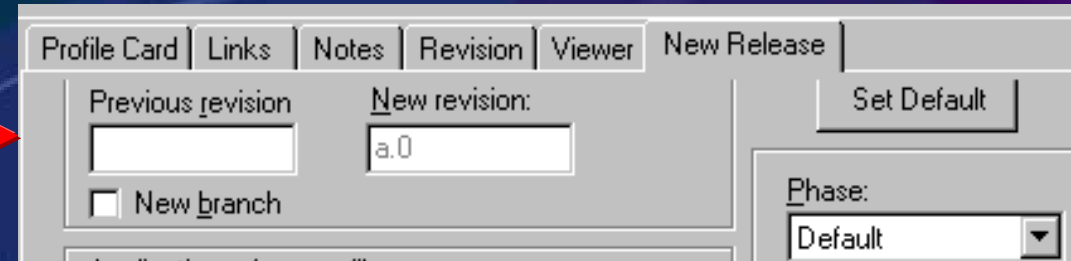 Profile Card Links Notes Revision Viewer New Release
Previous revision New revision: Set Default
a.0
New branch
Phase:
Default